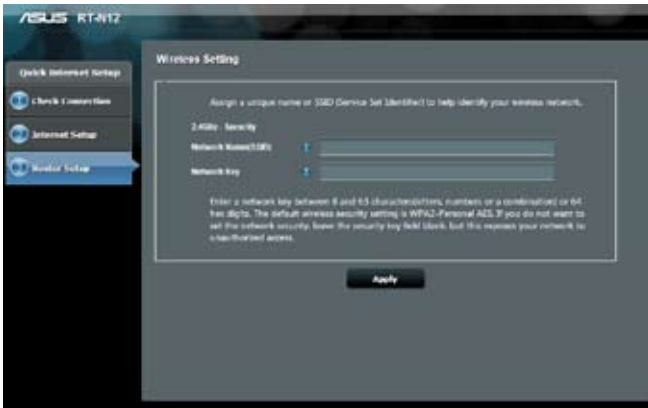 ASUS RT-N12
Quick Internet Setup
Check Connection
Internet Setup
Router Setup
Wireless Setting
Assign a unique name or SSID (Service Set Identifier) to help identify your wireless network.
2.4GHz - Security
Network Name(SSID)
Network Key
Enter a network key between 8 and 63 characters(letters, numbers or a combination) or 64
hex digits. The default wireless security setting is WPA2-Personal AES. If you do not want to
set the network security, leave the security key field blank, but this exposes your network to
unauthorized access.
Apply